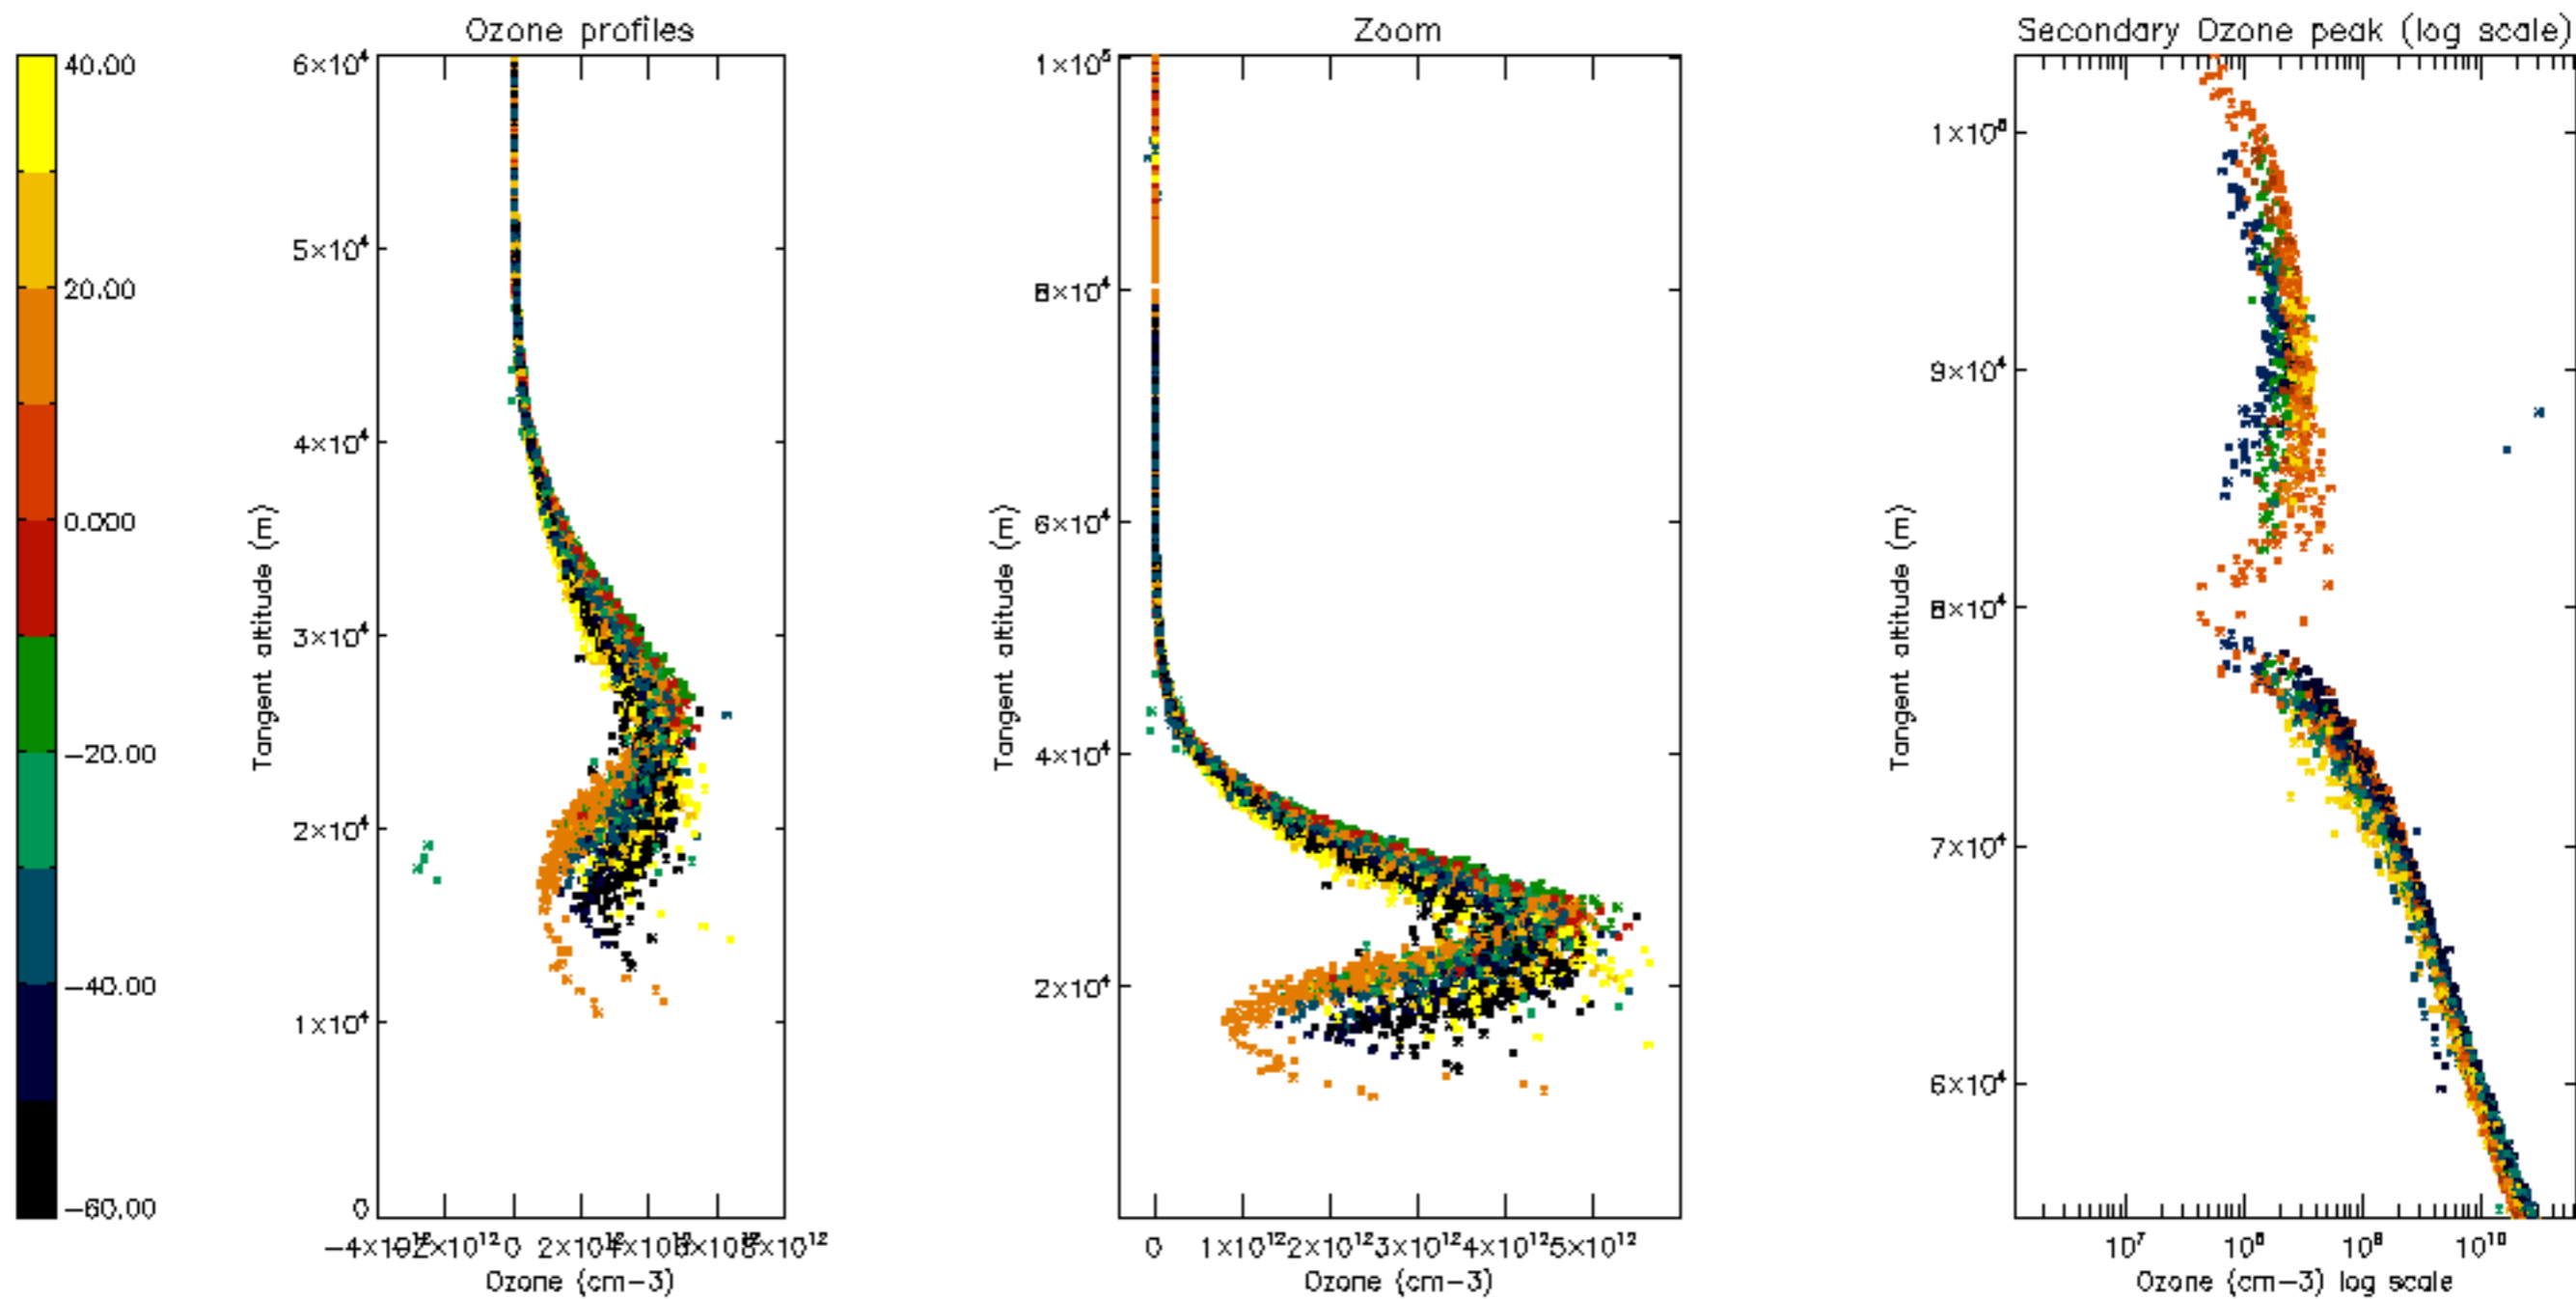 Ozone profiles
Zoom
Secondary Ozone peak (log scale)
40.00
20.00
0.000
−20.00
−40.00
−60.00
6×10⁴
5×10⁴
4×10⁴
3×10⁴
2×10⁴
1×10⁴
0
Tangent altitude (m)
0
Ozone (cm−3)
1×10⁵
8×10⁴
6×10⁴
4×10⁴
2×10⁴
Tangent altitude (m)
0 1×10¹² 2×10¹² 3×10¹² 4×10¹² 5×10¹²
Ozone (cm−3)
1×10⁵
9×10⁴
8×10⁴
7×10⁴
6×10⁴
Tangent altitude (m)
10⁷ 10⁸ 10⁹ 10¹⁰
Ozone (cm−3) log scale